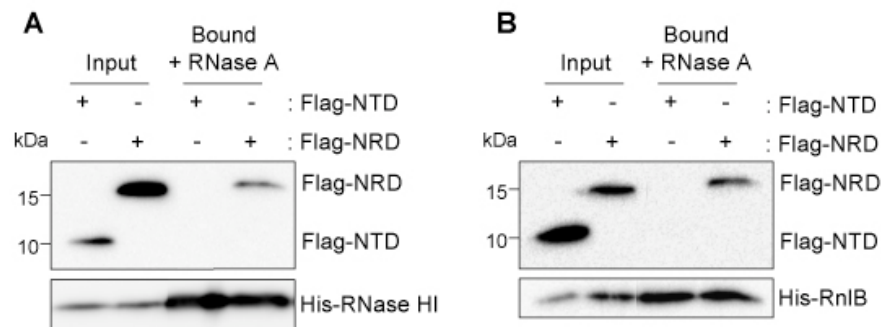 A
Bound
Input + RNase A
+ - + - : Flag-NTD
kDa - + - + : Flag-NRD
15 Flag-NRD
10 Flag-NTD
His-RNase HI
B
Bound
Input + RNase A
+ - + - : Flag-NTD
kDa - + - + : Flag-NRD
15 Flag-NRD
10 Flag-NTD
His-RnlB